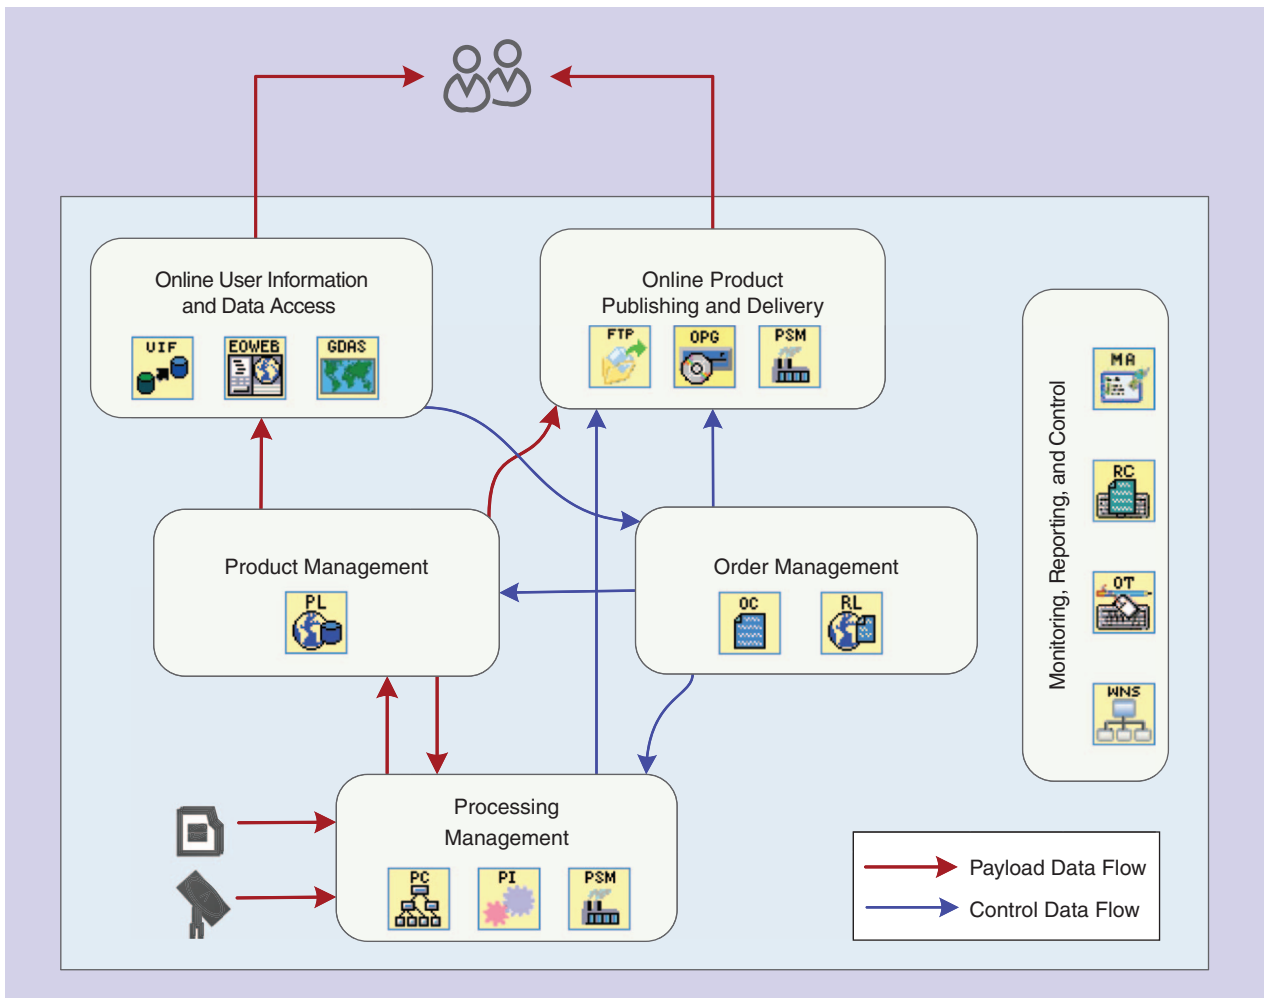 Online User Information
and Data Access
UIF
EOWEB
GDAS
Online Product
Publishing and Delivery
FTP
OPG
PSM
Product Management
PL
Order Management
OC
RL
Processing
Management
PC
PI
PSM
Monitoring, Reporting, and Control
MA
RC
OT
WNS
Payload Data Flow
Control Data Flow